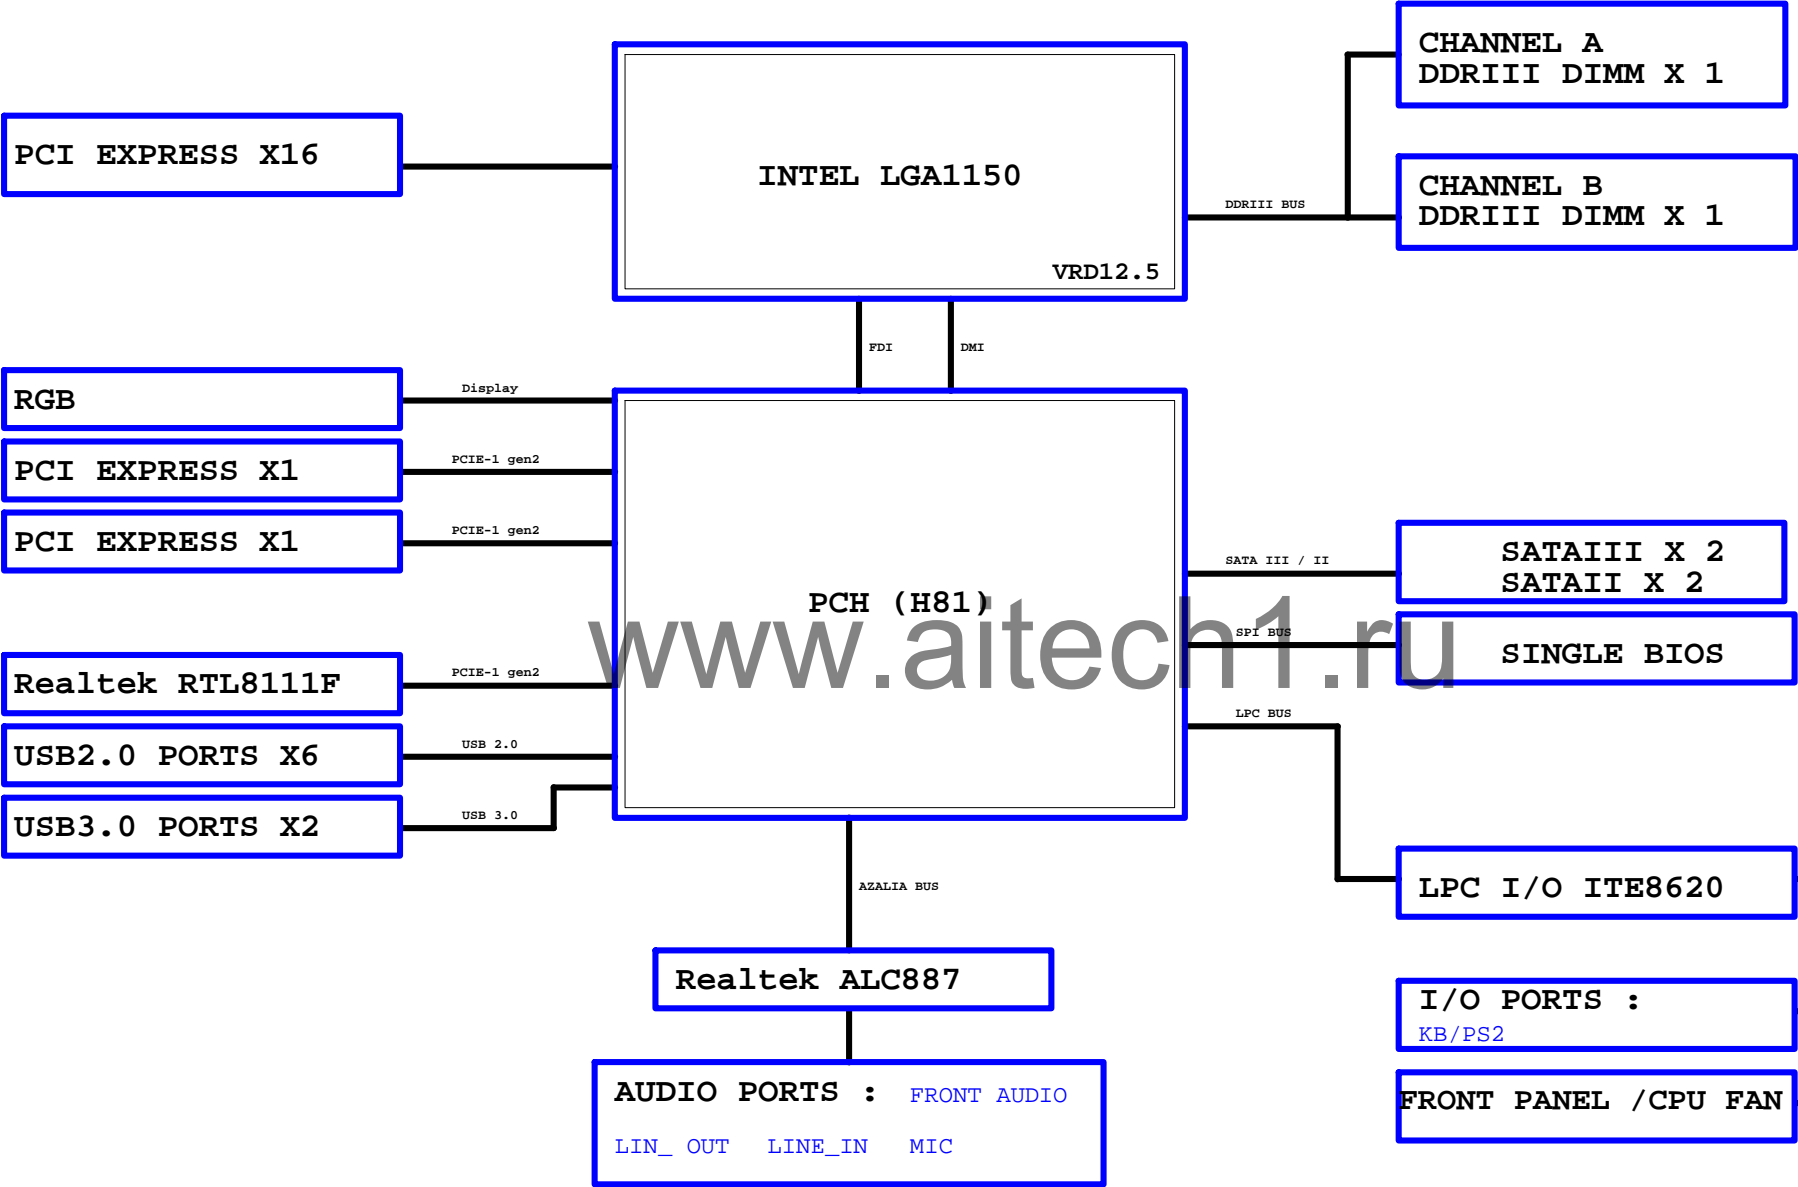 CHANNEL A
DDRIII DIMM X 1
PCI EXPRESS X16
INTEL LGA1150
CHANNEL B
DDRIII DIMM X 1
DDRIII BUS
VRD12.5
FDI
DMI
RGB
Display
PCI EXPRESS X1
PCIE-1 gen2
PCI EXPRESS X1
PCIE-1 gen2
SATA III / II
SATAIII X 2
SATAII X 2
PCH (H81)
www.aitech1.ru
SPI BUS
SINGLE BIOS
Realtek RTL8111F
PCIE-1 gen2
LPC BUS
USB2.0 PORTS X6
USB 2.0
USB3.0 PORTS X2
USB 3.0
AZALIA BUS
LPC I/O ITE8620
Realtek ALC887
I/O PORTS :
KB/PS2
AUDIO PORTS : FRONT AUDIO
LIN_ OUT LINE_IN MIC
FRONT PANEL /CPU FAN